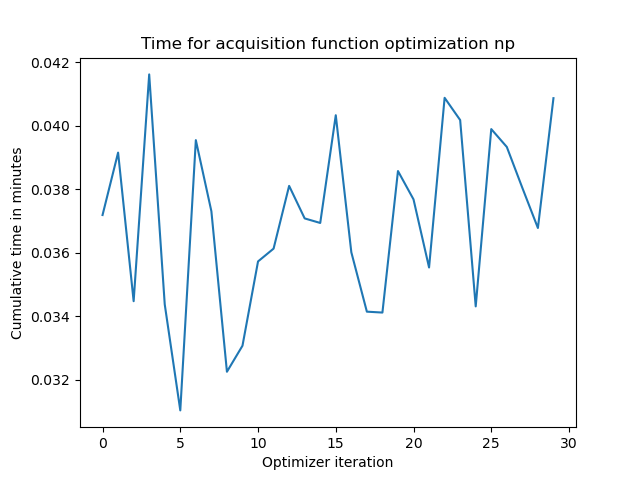 Time for acquisition function optimization np
0.042
0.040
0.038
0.036
0.034
0.032
Cumulative time in minutes
0 5 10 15 20 25 30
Optimizer iteration